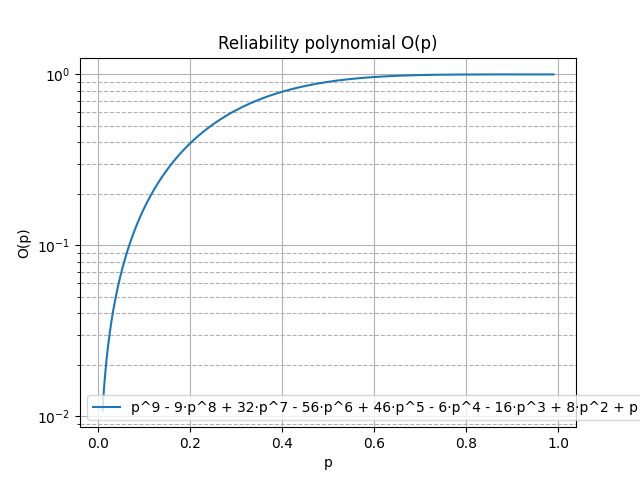 Reliability polynomial O(p)
10^0
10^-1
10^-2
O(p)
p^9 - 9·p^8 + 32·p^7 - 56·p^6 + 46·p^5 - 6·p^4 - 16·p^3 + 8·p^2 + p
0.0 0.2 0.4 0.6 0.8 1.0
p